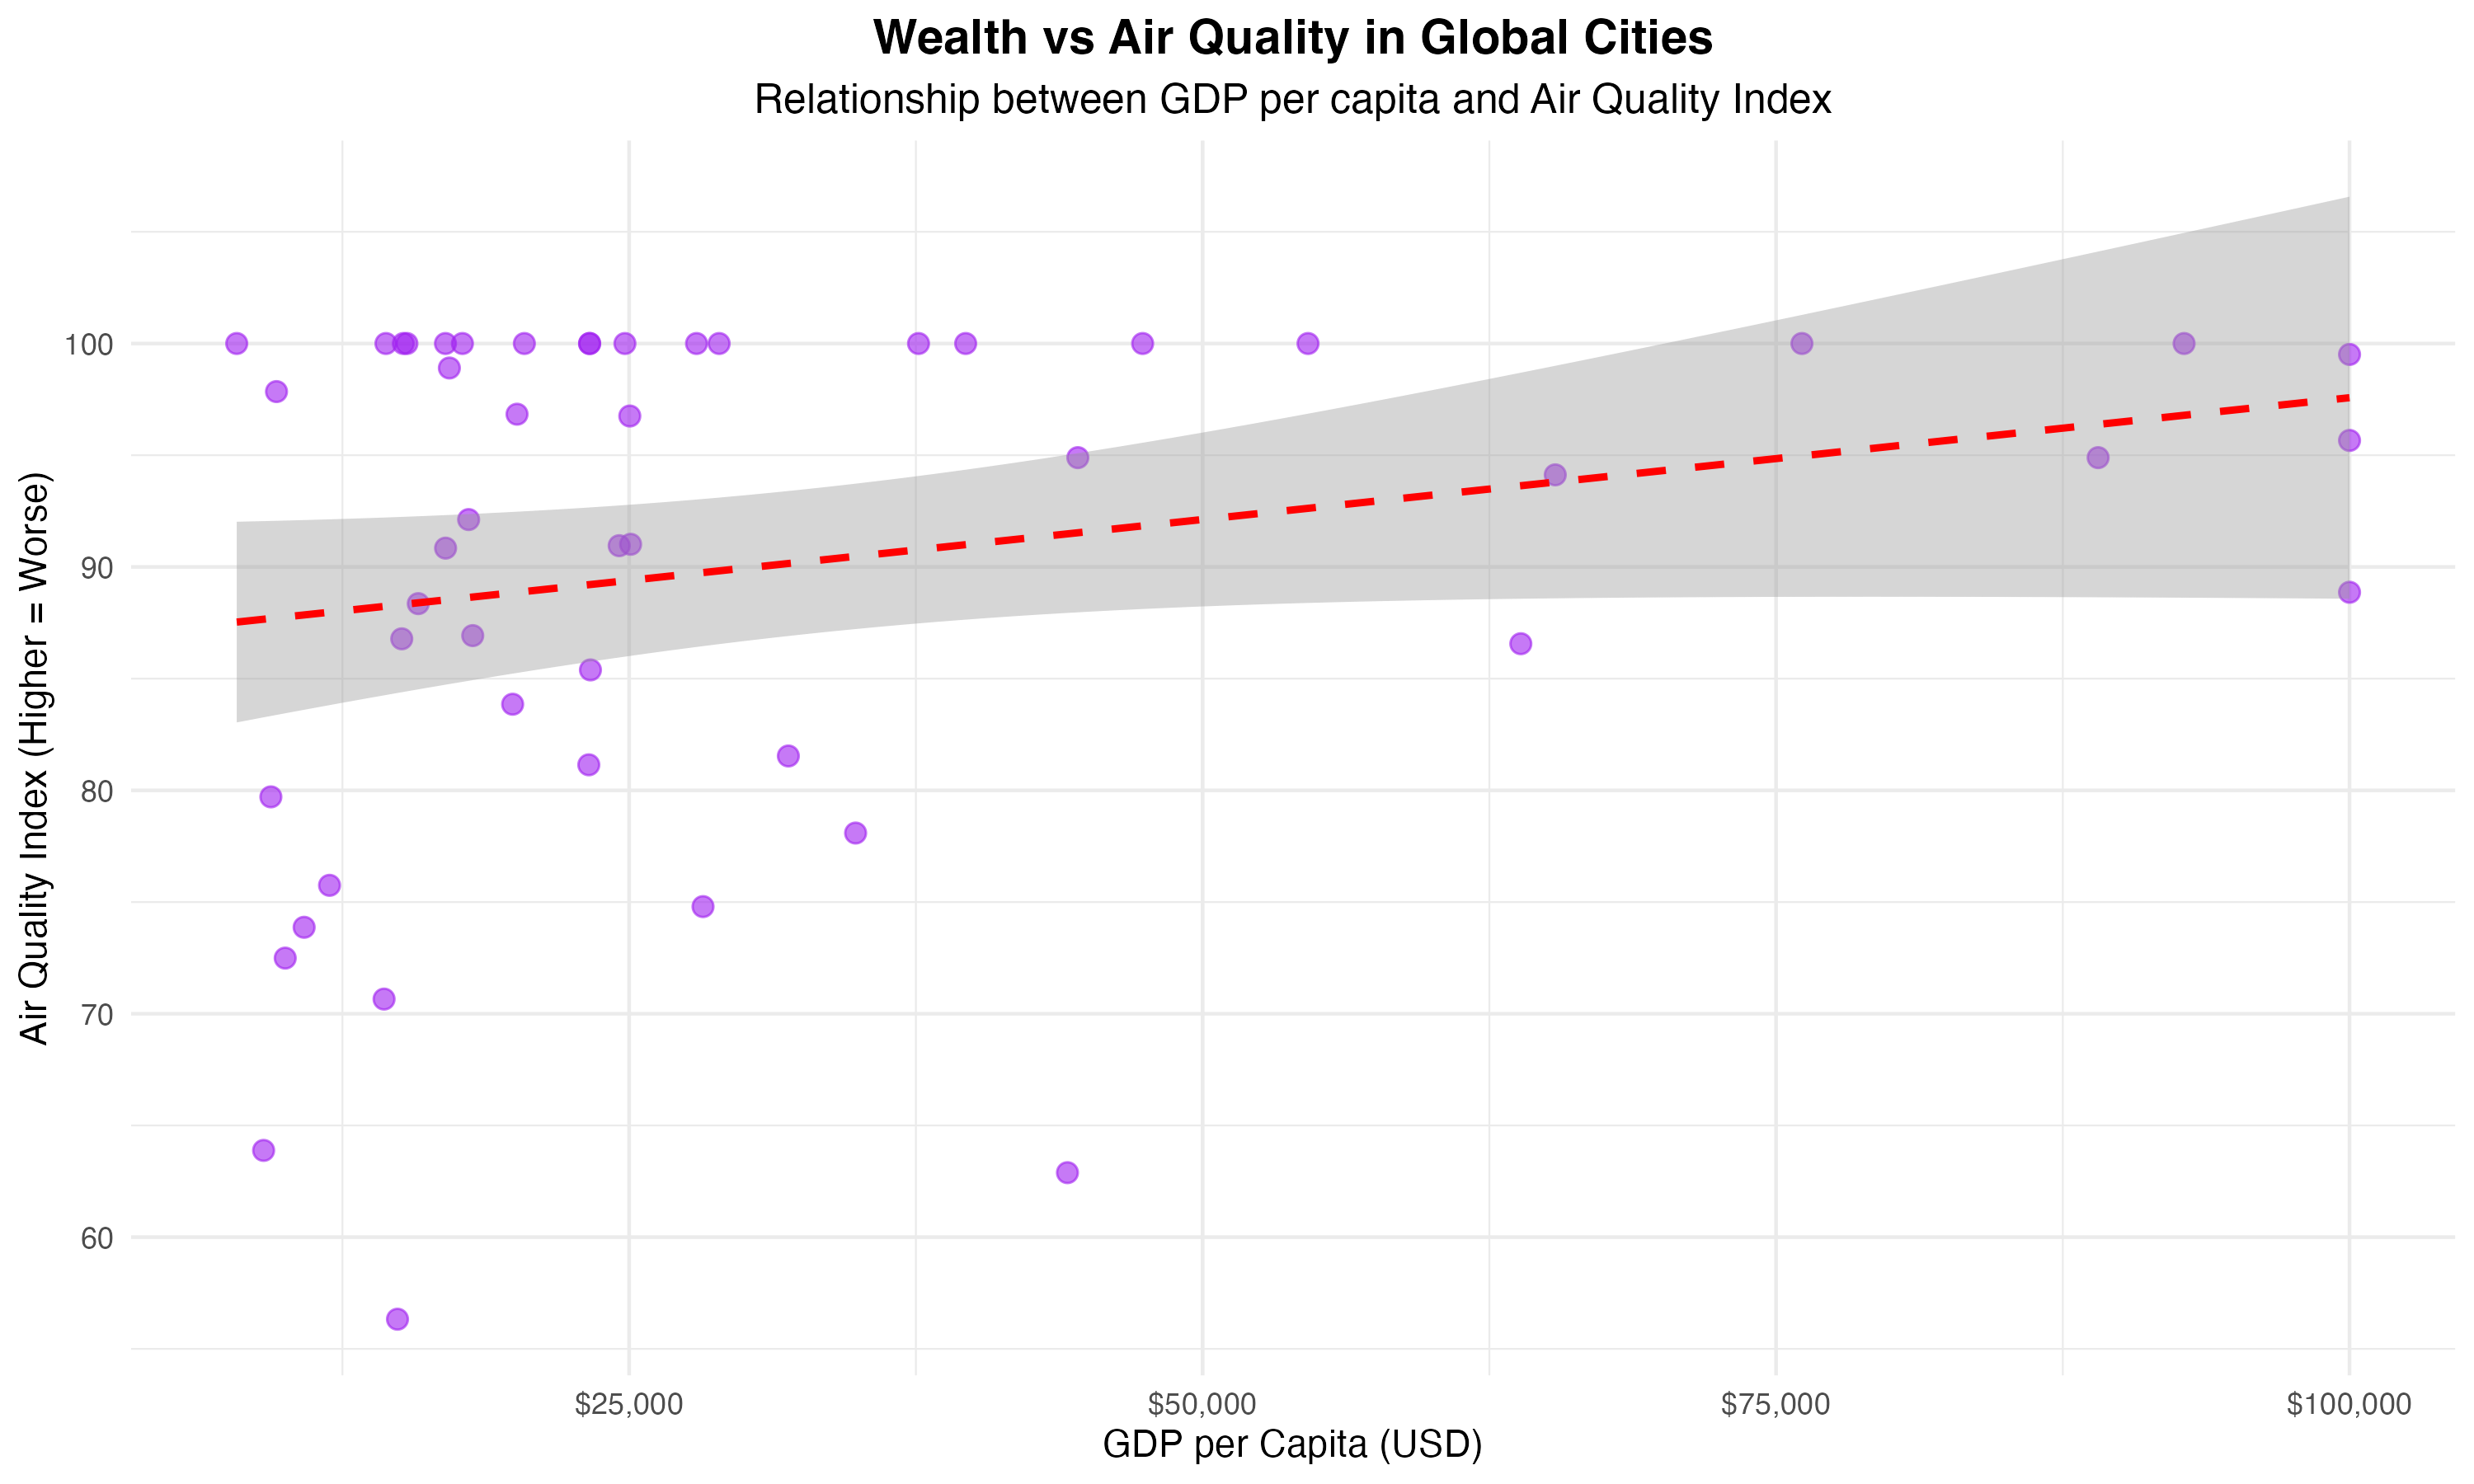 Wealth vs Air Quality in Global Cities
Relationship between GDP per capita and Air Quality Index
Air Quality Index (Higher = Worse)
100
90
80
70
60
$25,000
$50,000
$75,000
$100,000
GDP per Capita (USD)